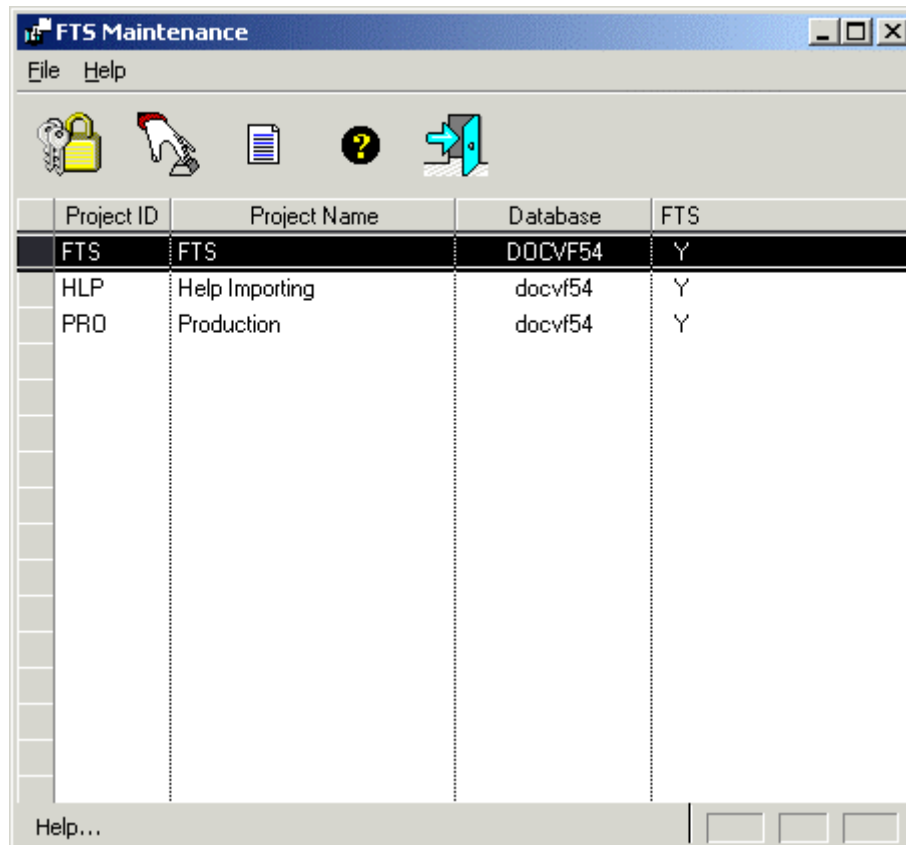 FTS Maintenance
File Help
?
Project ID Project Name Database FTS
FTS FTS DOCVF54 Y
HLP Help Importing docvf54 Y
PRO Production docvf54 Y
Help...